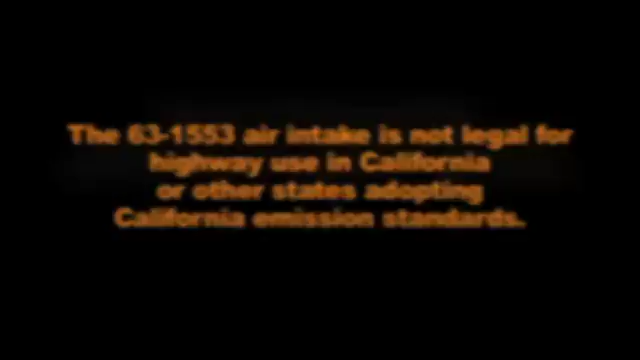 The 63-1553 air intake is not legal for
highway use in California
or other states adopting
California emission standards.